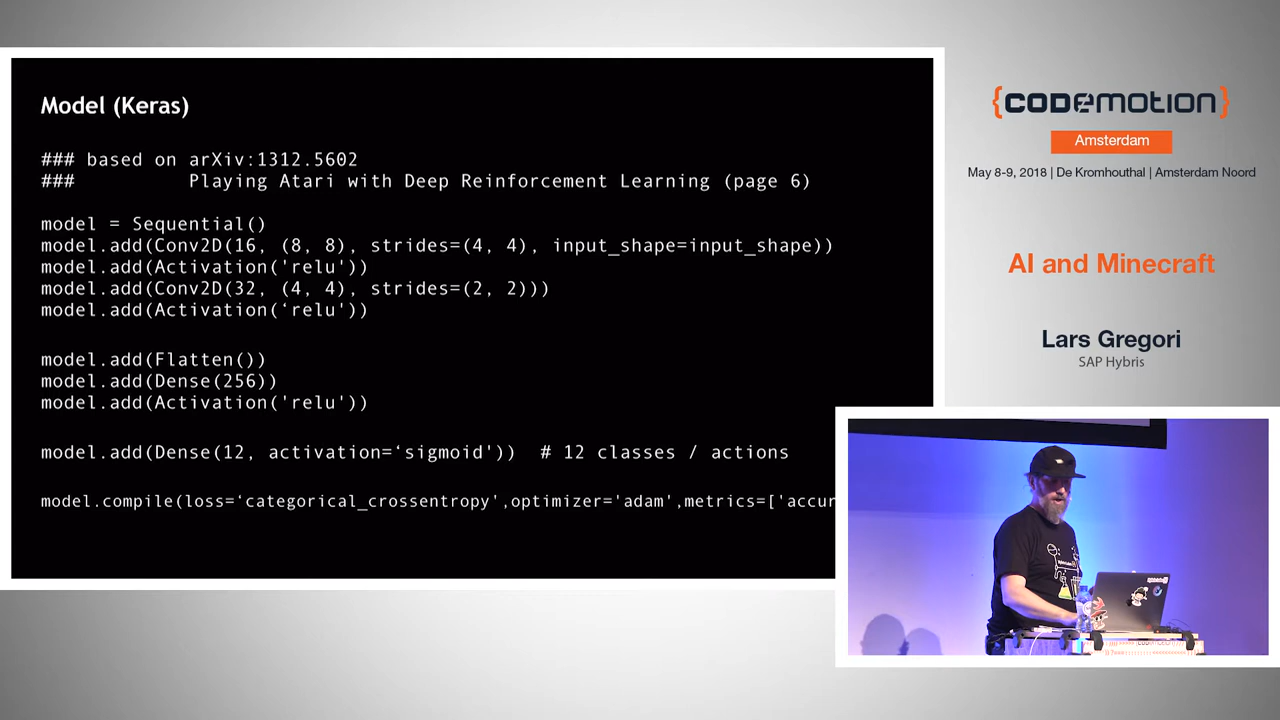 Model (Keras)
### based on arXiv:1312.5602
### Playing Atari with Deep Reinforcement Learning (page 6)
model = Sequential()
model.add(Conv2D(16, (8, 8), strides=(4, 4), input_shape=input_shape))
model.add(Activation('relu'))
model.add(Conv2D(32, (4, 4), strides=(2, 2)))
model.add(Activation(‘relu'))
model.add(Flatten())
model.add(Dense(256))
model.add(Activation('relu'))
model.add(Dense(12, activation=‘sigmoid')) # 12 classes / actions
model.compile(loss=‘categorical_crossentropy',optimizer='adam',metrics=['accur
{CODEMOTION}
Amsterdam
May 8-9, 2018 | De Kromhouthal | Amsterdam Noord
AI and Minecraft
Lars Gregori
SAP Hybris